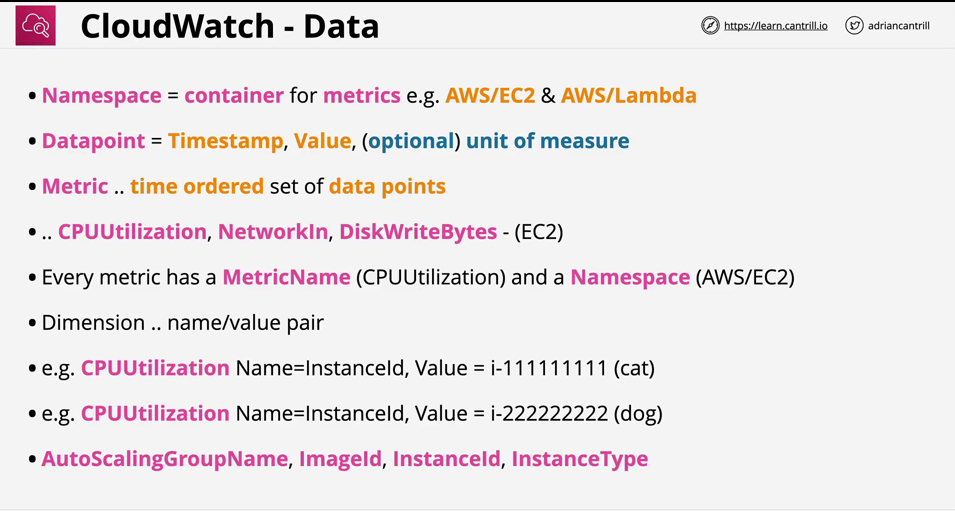 CloudWatch - Data
https://learn.cantrill.io
adriancantrill
• Namespace = container for metrics e.g. AWS/EC2 & AWS/Lambda
• Datapoint = Timestamp, Value, (optional) unit of measure
• Metric .. time ordered set of data points
• .. CPUUtilization, NetworkIn, DiskWriteBytes - (EC2)
• Every metric has a MetricName (CPUUtilization) and a Namespace (AWS/EC2)
• Dimension .. name/value pair
• e.g. CPUUtilization Name=InstanceId, Value = i-111111111 (cat)
• e.g. CPUUtilization Name=InstanceId, Value = i-222222222 (dog)
• AutoScalingGroupName, ImageId, InstanceId, InstanceType